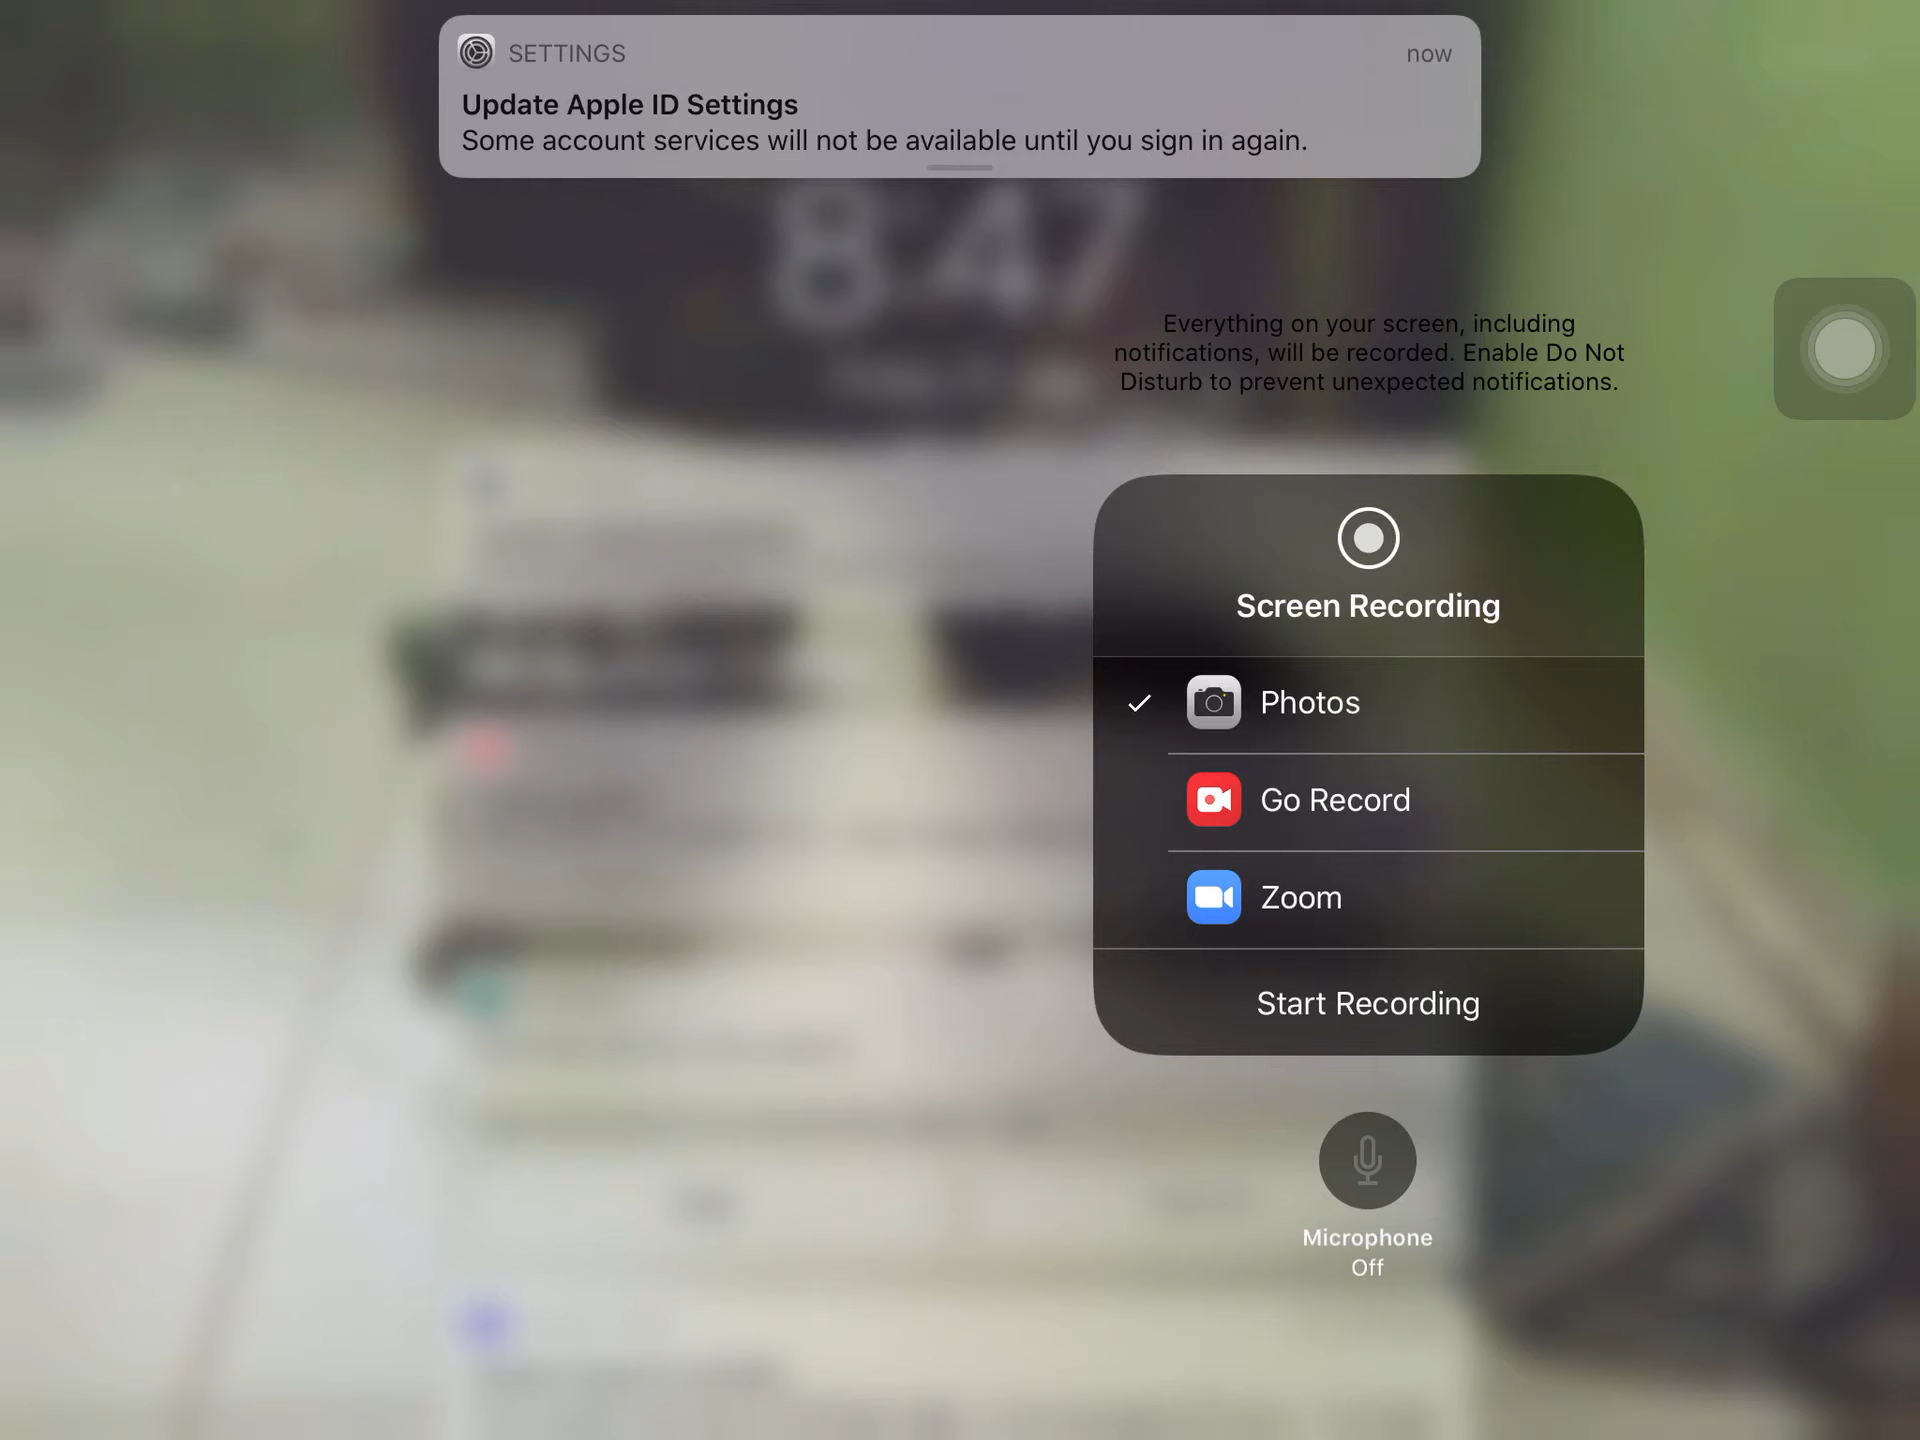 SETTINGS
now
Update Apple ID Settings
Some account services will not be available until you sign in again.
8:47
Everything on your screen, including
notifications, will be recorded. Enable Do Not
Disturb to prevent unexpected notifications.
Screen Recording
Photos
Go Record
Zoom
Start Recording
Microphone
Off